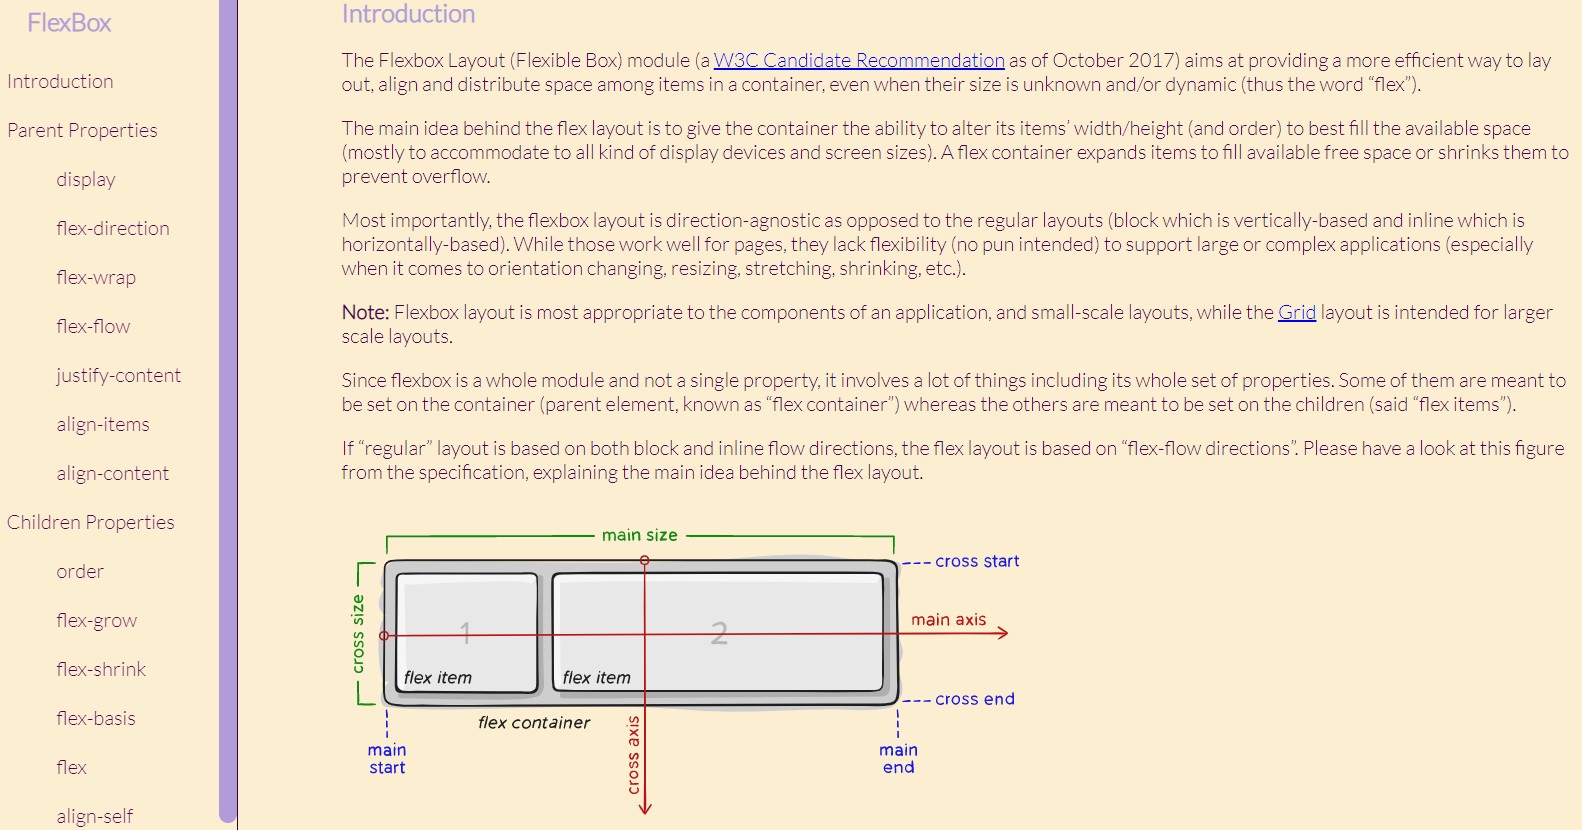 FlexBox
Introduction
Parent Properties
display
flex-direction
flex-wrap
flex-flow
justify-content
align-items
align-content
Children Properties
order
flex-grow
flex-shrink
flex-basis
flex
align-self
Introduction
The Flexbox Layout (Flexible Box) module (a W3C Candidate Recommendation as of October 2017) aims at providing a more efficient way to lay
out, align and distribute space among items in a container, even when their size is unknown and/or dynamic (thus the word “flex”).
The main idea behind the flex layout is to give the container the ability to alter its items’ width/height (and order) to best fill the available space
(mostly to accommodate to all kind of display devices and screen sizes). A flex container expands items to fill available free space or shrinks them to
prevent overflow.
Most importantly, the flexbox layout is direction-agnostic as opposed to the regular layouts (block which is vertically-based and inline which is
horizontally-based). While those work well for pages, they lack flexibility (no pun intended) to support large or complex applications (especially
when it comes to orientation changing, resizing, stretching, shrinking, etc.).
Note: Flexbox layout is most appropriate to the components of an application, and small-scale layouts, while the Grid layout is intended for larger
scale layouts.
Since flexbox is a whole module and not a single property, it involves a lot of things including its whole set of properties. Some of them are meant to
be set on the container (parent element, known as “flex container”) whereas the others are meant to be set on the children (said “flex items”).
If “regular” layout is based on both block and inline flow directions, the flex layout is based on “flex-flow directions”. Please have a look at this figure
from the specification, explaining the main idea behind the flex layout.
main size
cross start
cross size
1
2
main axis
flex item
flex item
cross end
flex container
cross axis
main
start
main
end